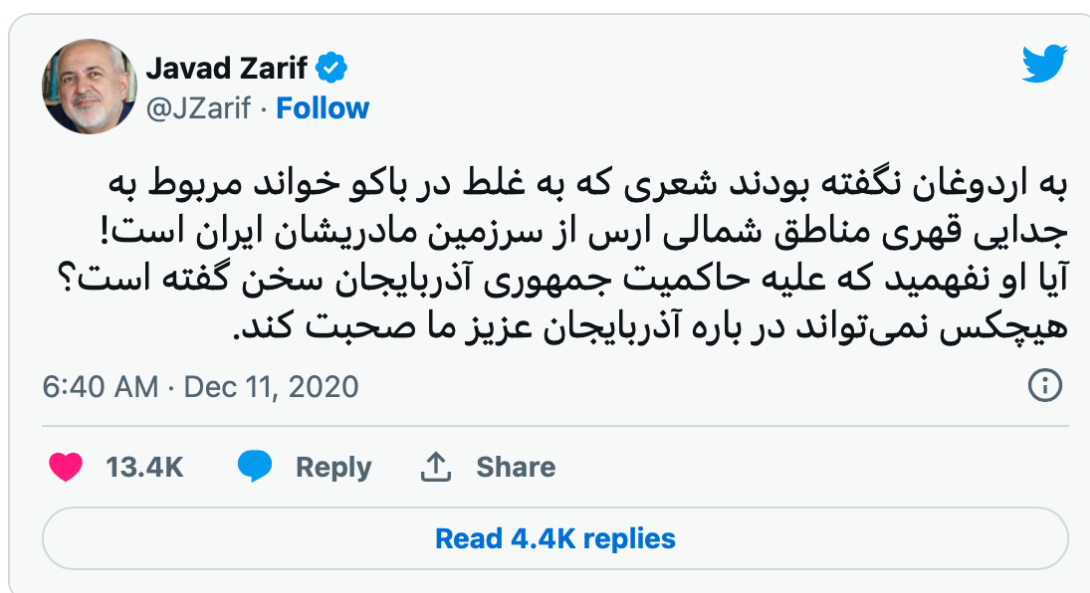 Javad Zarif
@JZarif · Follow
به اردوغان نگفته بودند شعری که به غلط در باکو خواند مربوط به
جدایی قهری مناطق شمالی ارس از سرزمین مادریشان ایران است!
آیا او نفهمید که علیه حاکمیت جمهوری آذربایجان سخن گفته است؟
هیچکس نمی‌تواند در باره آذربایجان عزیز ما صحبت کند.
6:40 AM · Dec 11, 2020
13.4K Reply Share
Read 4.4K replies